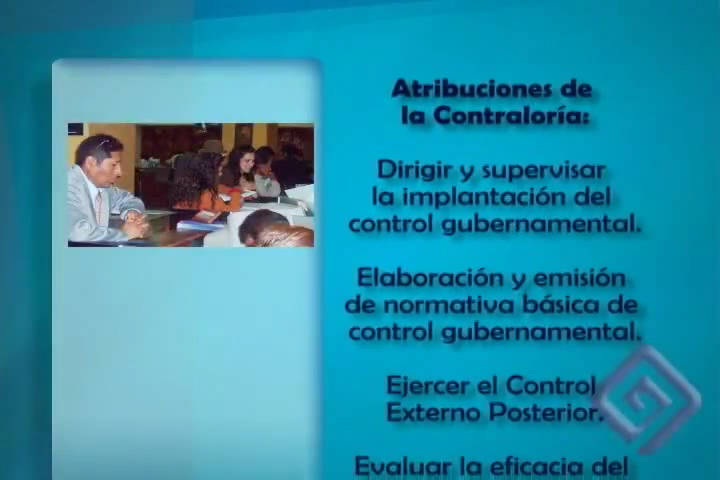 Atribuciones de
la Contraloría:
Dirigir y supervisar
la implantación del
control gubernamental.
Elaboración y emisión
de normativa básica de
control gubernamental.
Ejercer el Control
Externo Posterior.
Evaluar la eficacia del